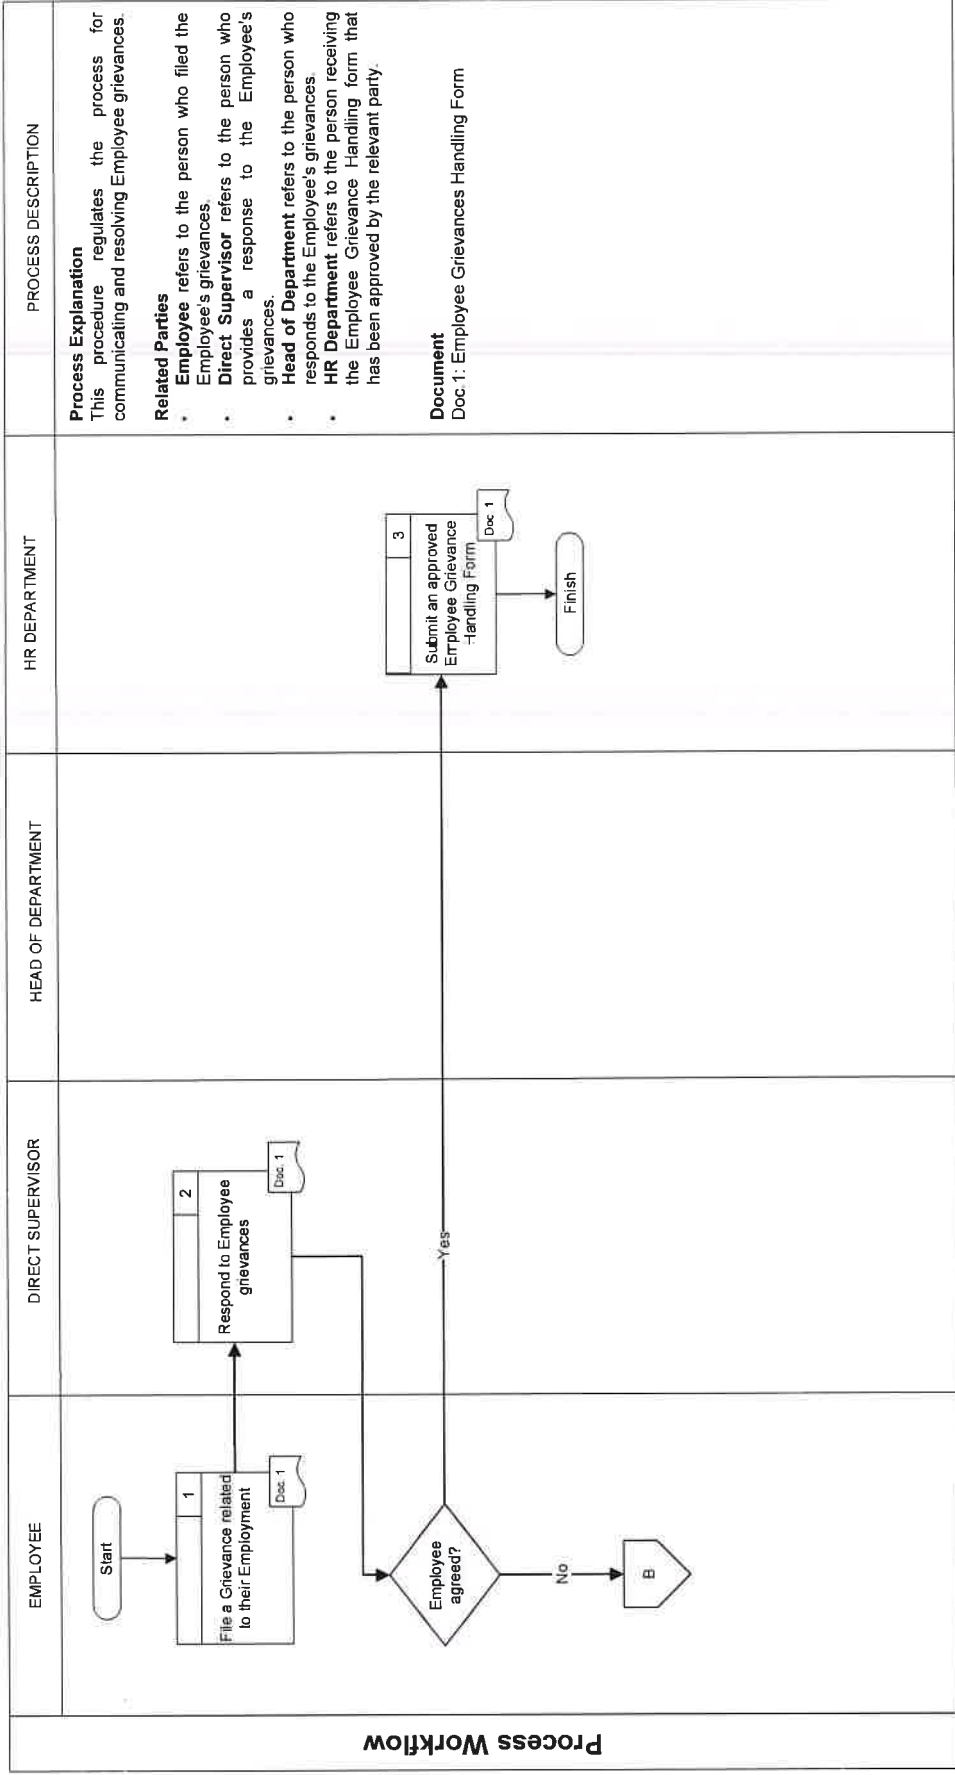 Process Workflow
EMPLOYEE
DIRECT SUPERVISOR
HEAD OF DEPARTMENT
HR DEPARTMENT
PROCESS DESCRIPTION
Start
1
File a Grievance related
to their Employment
Doc. 1
2
Respond to Employee
grievances
Doc. 1
Employee
agreed?
Yes
No
B
3
Submit an approved
Employee Grievance
Handling Form
Doc. 1
Finish
Process Explanation
This procedure regulates the process for
communicating and resolving Employee grievances.
Related Parties
• Employee refers to the person who filed the
Employee's grievances.
• Direct Supervisor refers to the person who
provides a response to the Employee's
grievances.
• Head of Department refers to the person who
responds to the Employee's grievances.
• HR Department refers to the person receiving
the Employee Grievance Handling form that
has been approved by the relevant party.
Document
Doc.1: Employee Grievances Handling Form